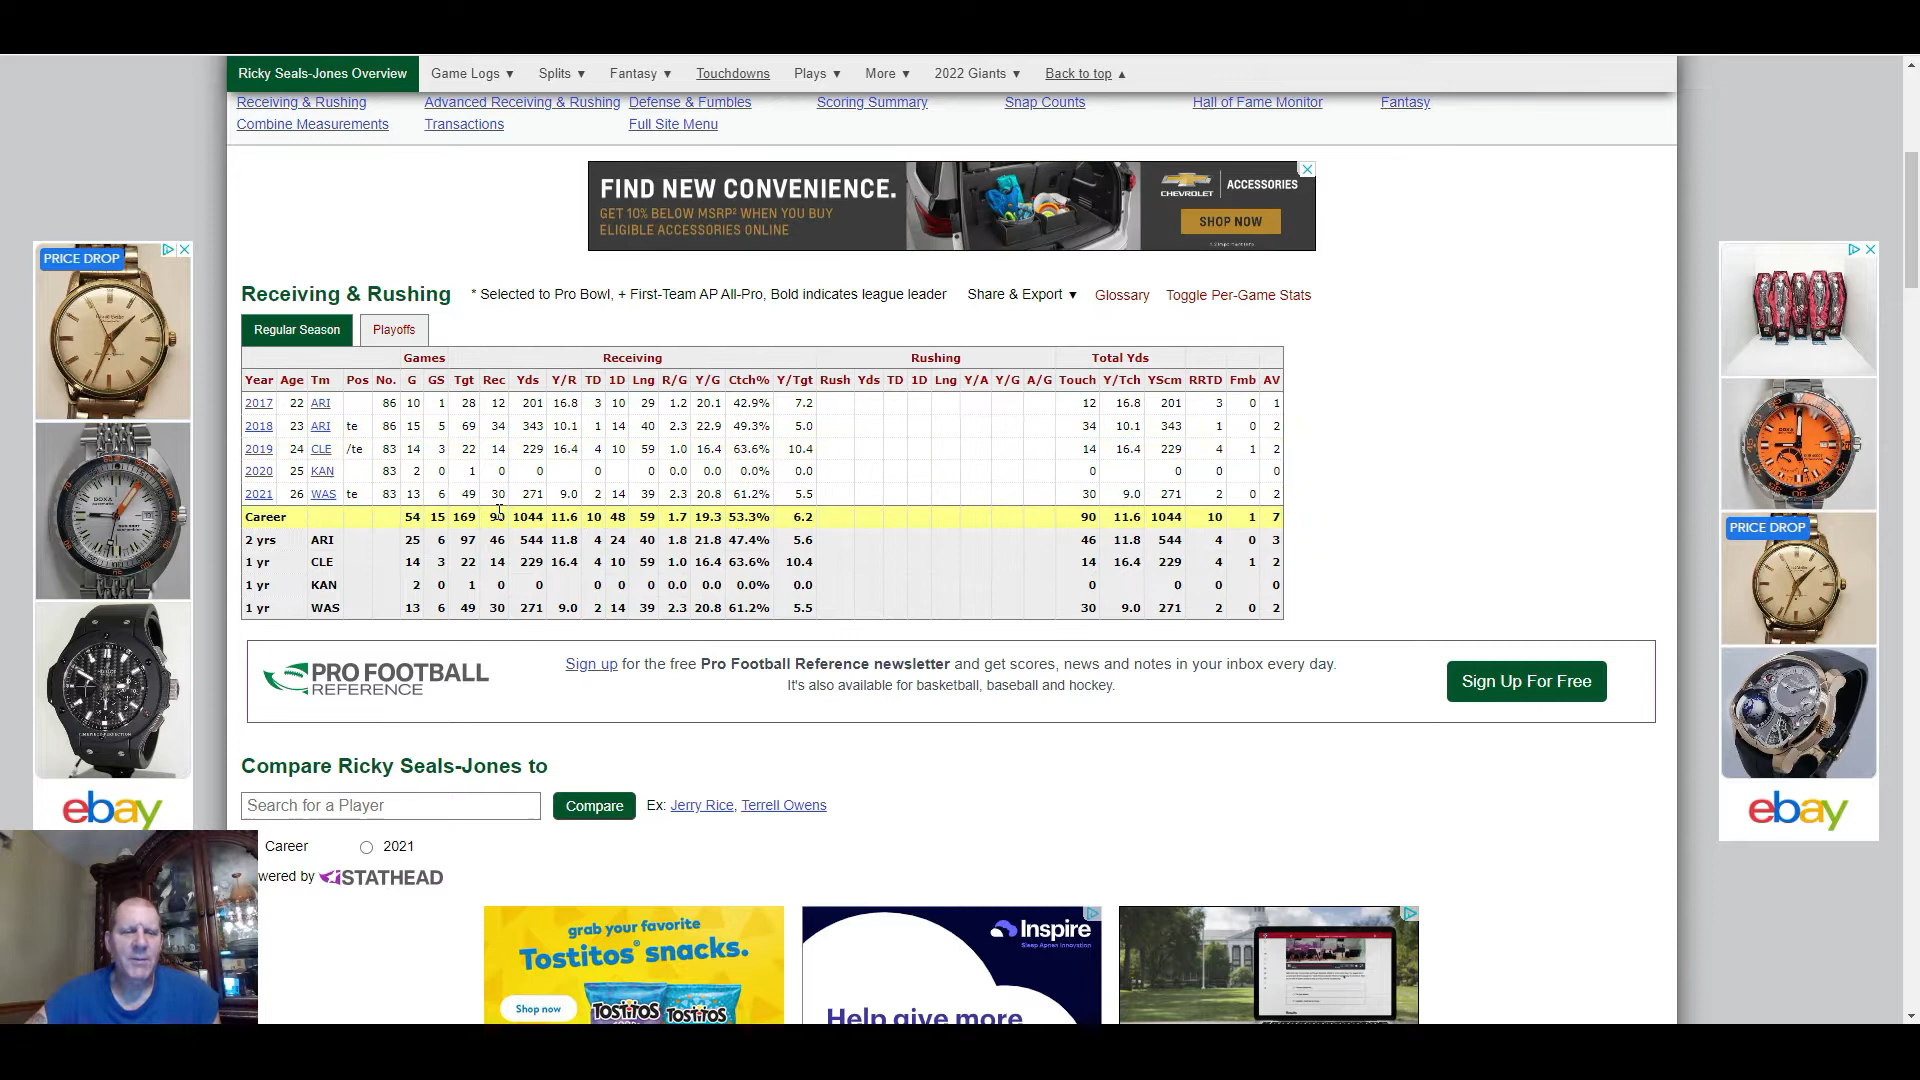 Ricky Seals-Jones Overview Game Logs ▼ Splits ▼ Fantasy ▼ Touchdowns Plays ▼ More ▼ 2022 Giants ▼ Back to top ▲
Receiving & Rushing Advanced Receiving & Rushing Defense & Fumbles Scoring Summary Snap Counts Hall of Fame Monitor Fantasy
Combine Measurements Transactions Full Site Menu
FIND NEW CONVENIENCE.
GET 10% BELOW MSRP² WHEN YOU BUY
ELIGIBLE ACCESSORIES ONLINE
CHEVROLET ACCESSORIES
SHOP NOW
PRICE DROP
Receiving & Rushing * Selected to Pro Bowl, + First-Team AP All-Pro, Bold indicates league leader Share & Export ▼ Glossary Toggle Per-Game Stats
Regular Season Playoffs
Games Receiving Rushing Total Yds
Year Age Tm Pos No. G GS Tgt Rec Yds Y/R TD 1D Lng R/G Y/G Ctch% Y/Tgt Rush Yds TD 1D Lng Y/A Y/G A/G Touch Y/Tch YScm RRTD Fmb AV
2017 22 ARI 86 10 1 28 12 201 16.8 3 10 29 1.2 20.1 42.9% 7.2 12 16.8 201 3 0 1
2018 23 ARI te 86 15 5 69 34 343 10.1 1 14 40 2.3 22.9 49.3% 5.0 34 10.1 343 1 0 2
2019 24 CLE /te 83 14 3 22 14 229 16.4 4 10 59 1.0 16.4 63.6% 10.4 14 16.4 229 4 1 2
2020 25 KAN 83 2 0 1 0 0 0 0 0 0.0 0.0 0.0% 0.0 0 0 0 0 0
2021 26 WAS te 83 13 6 49 30 271 9.0 2 14 39 2.3 20.8 61.2% 5.5 30 9.0 271 2 0 2
Career 54 15 169 90 1044 11.6 10 48 59 1.7 19.3 53.3% 6.2 90 11.6 1044 10 1 7
2 yrs ARI 25 6 97 46 544 11.8 4 24 40 1.8 21.8 47.4% 5.6 46 11.8 544 4 0 3
1 yr CLE 14 3 22 14 229 16.4 4 10 59 1.0 16.4 63.6% 10.4 14 16.4 229 4 1 2
1 yr KAN 2 0 1 0 0 0 0 0 0.0 0.0 0.0% 0.0 0 0 0 0 0
1 yr WAS 13 6 49 30 271 9.0 2 14 39 2.3 20.8 61.2% 5.5 30 9.0 271 2 0 2
PRICE DROP
PRO FOOTBALL
REFERENCE
Sign up for the free Pro Football Reference newsletter and get scores, news and notes in your inbox every day.
It's also available for basketball, baseball and hockey.
Sign Up For Free
Compare Ricky Seals-Jones to
Search for a Player Compare Ex: Jerry Rice, Terrell Owens
ebay
ebay
Career 2021
wered by STATHEAD
grab your favorite
Tostitos® snacks.
Shop now
TOSTITOS
TOSTITOS
Inspire
Sleep Apnea Innovation
Help give more